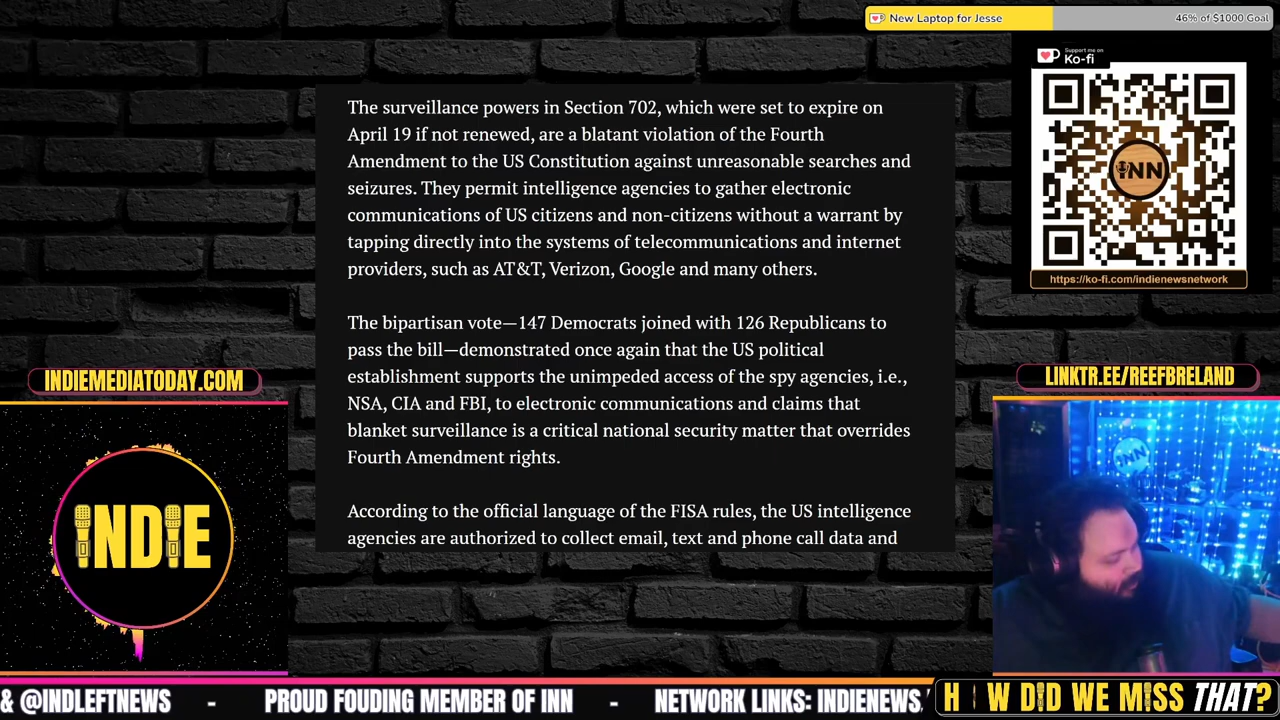 New Laptop for Jesse
46% of $1000 Goal
Support me on
Ko-fi
iNN
https://ko-fi.com/indienewsnetwork
The surveillance powers in Section 702, which were set to expire on
April 19 if not renewed, are a blatant violation of the Fourth
Amendment to the US Constitution against unreasonable searches and
seizures. They permit intelligence agencies to gather electronic
communications of US citizens and non-citizens without a warrant by
tapping directly into the systems of telecommunications and internet
providers, such as AT&T, Verizon, Google and many others.
The bipartisan vote—147 Democrats joined with 126 Republicans to
pass the bill—demonstrated once again that the US political
establishment supports the unimpeded access of the spy agencies, i.e.,
NSA, CIA and FBI, to electronic communications and claims that
blanket surveillance is a critical national security matter that overrides
Fourth Amendment rights.
According to the official language of the FISA rules, the US intelligence
agencies are authorized to collect email, text and phone call data and
INDIEMEDIATODAY.COM
INDIE
LINKTR.EE/REEFBRELAND
iNN
& @INDLEFTNEWS - PROUD FOUDING MEMBER OF INN - NETWORK LINKS: INDIENEWS
HOW DID WE MISS THAT?